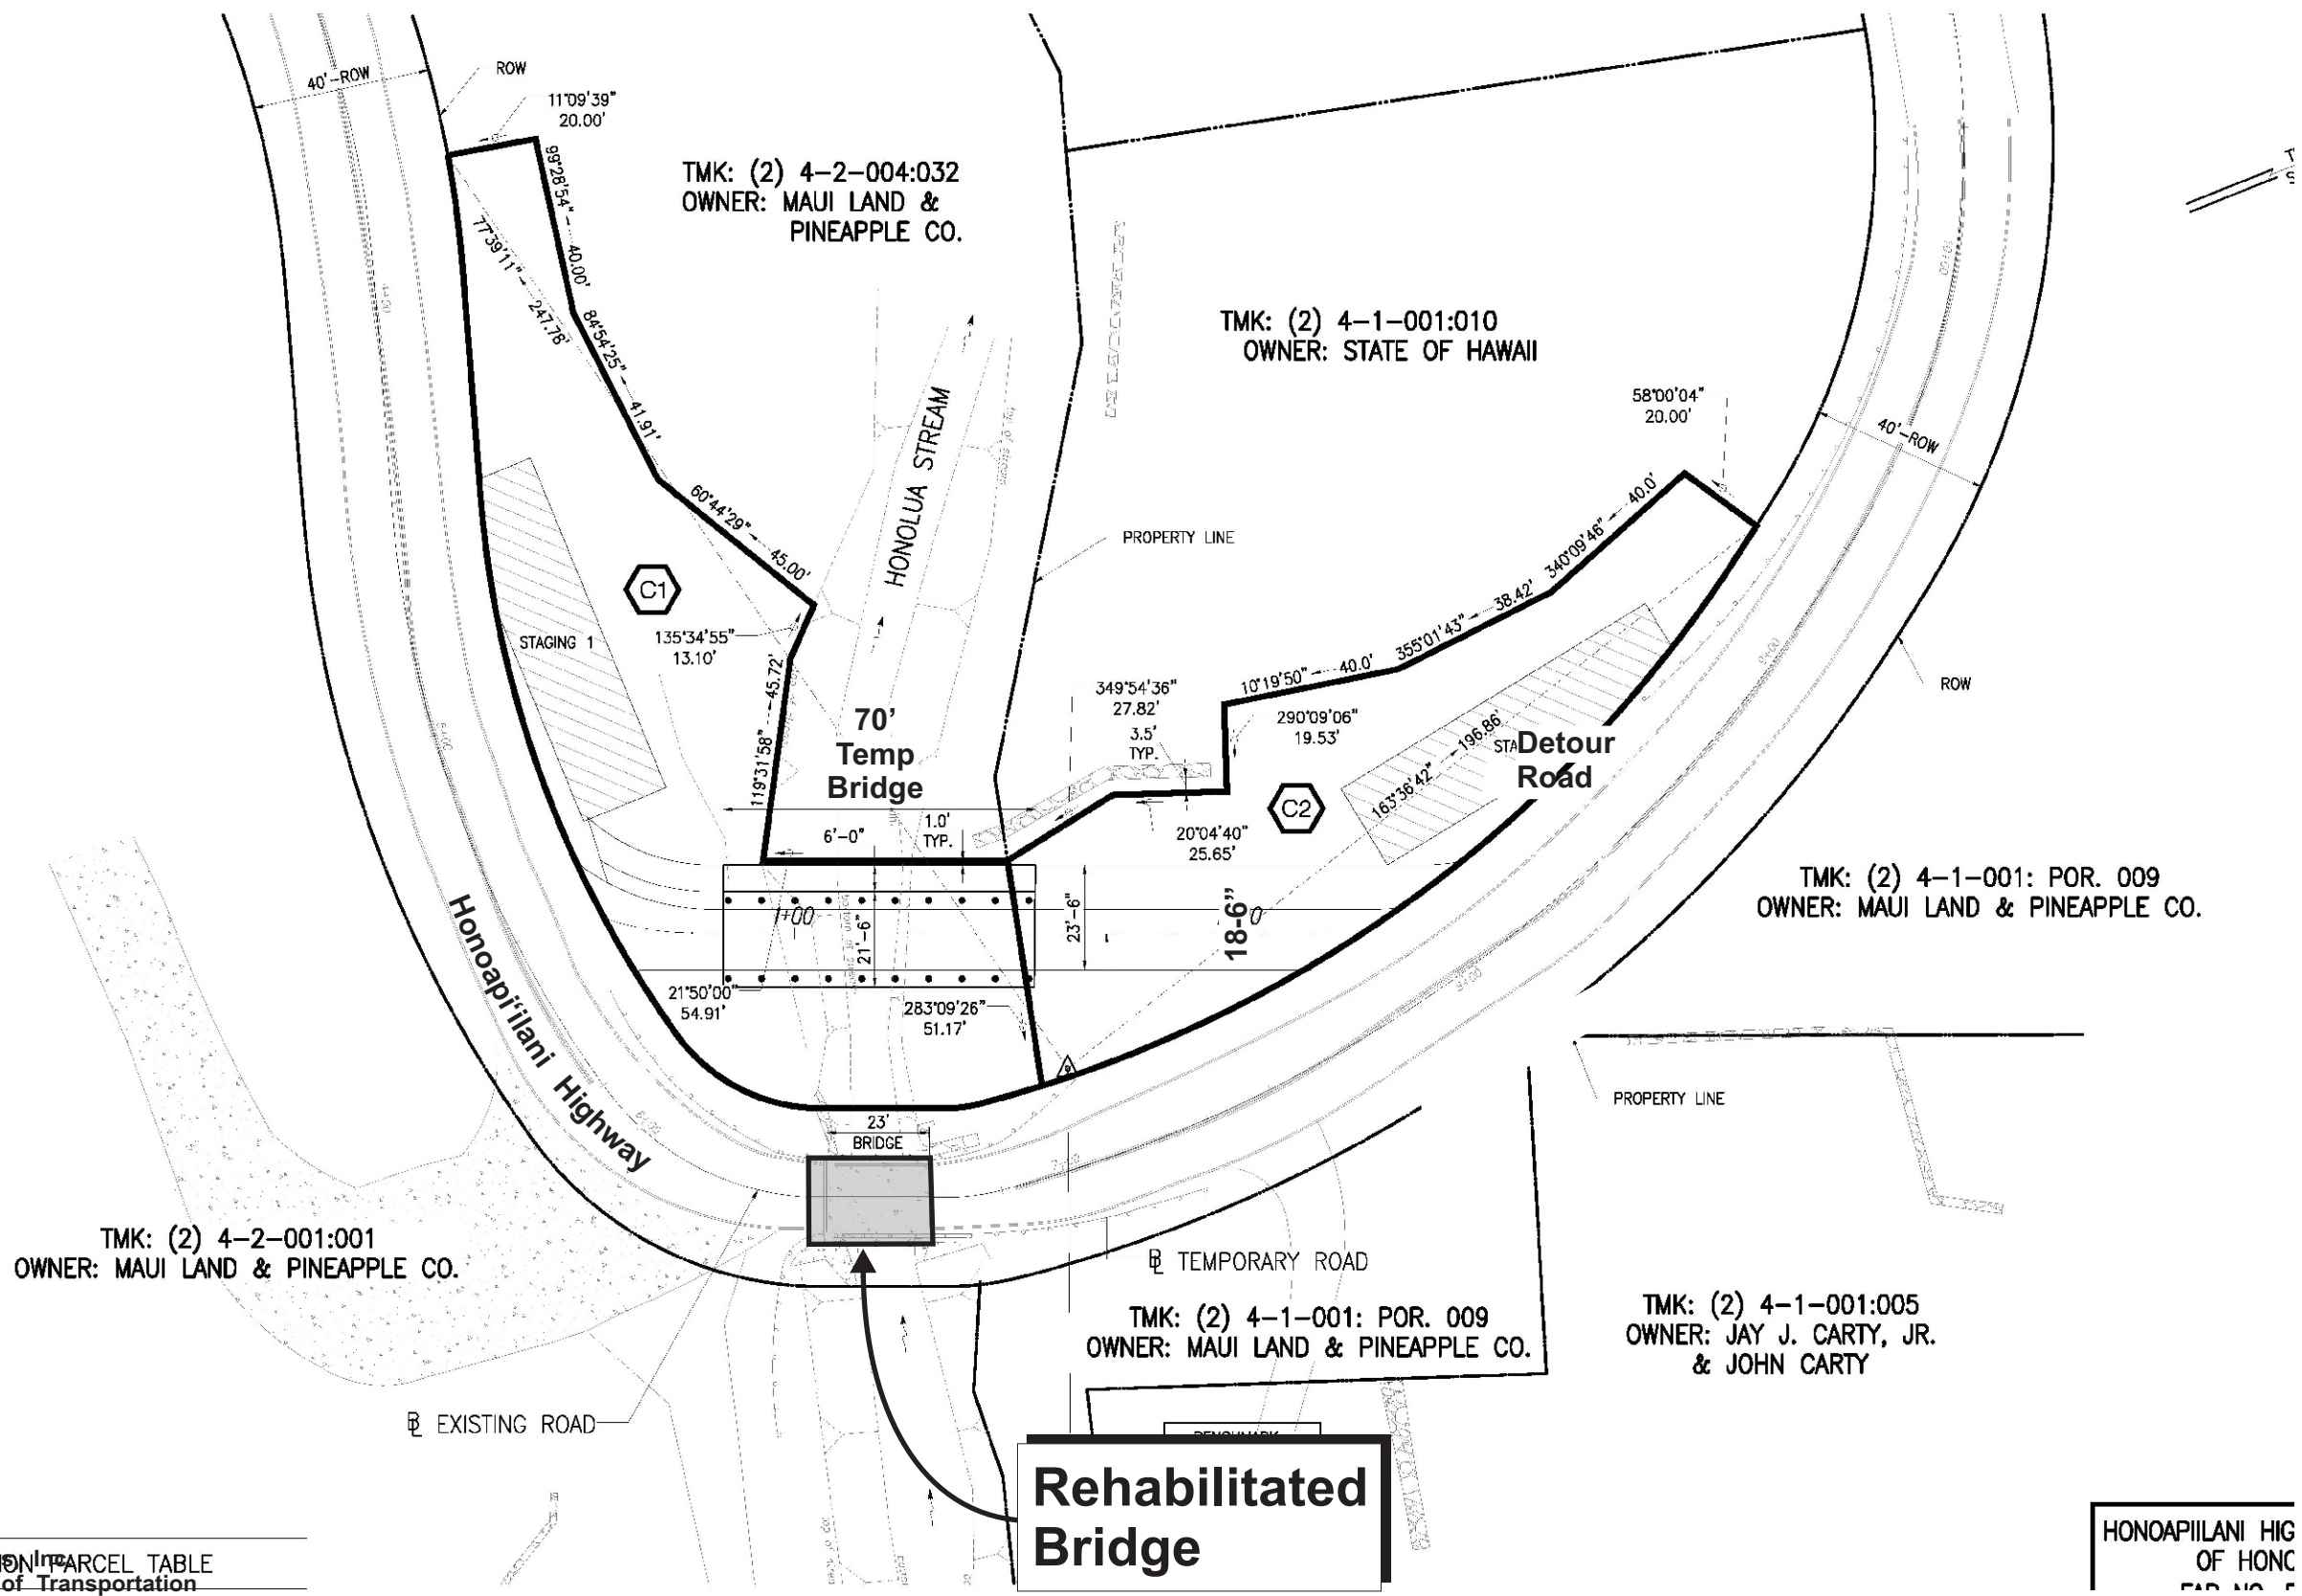 40'-ROW
ROW
11°09'39"
20.00'
99°28'54"
40.00'
77°39'11"
247.78'
84°54'25"
41.91'
60°44'29"
45.00'
TMK: (2) 4-2-004:032
OWNER: MAUI LAND &
PINEAPPLE CO.
TMK: (2) 4-1-001:010
OWNER: STATE OF HAWAII
58°00'04"
20.00'
40'-ROW
HONOLUA STREAM
PROPERTY LINE
C1
STAGING 1
135°34'55"
13.10'
119°31'58"
45.72'
70'
Temp
Bridge
349°54'36"
27.82'
3.5'
TYP.
10°19'50"
40.0'
355°01'43"
38.42'
340°09'46"
40.0'
290°09'06"
19.53'
163°36'42"
196.86'
STA
Detour
Road
ROW
C2
20°04'40"
25.65'
6'-0"
1.0'
TYP.
1+00
21'-6"
23'-6"
18-6"
0
21°50'00"
54.91'
283°09'26"
51.17'
TMK: (2) 4-1-001: POR. 009
OWNER: MAUI LAND & PINEAPPLE CO.
Honoapi'ilani Highway
23'
BRIDGE
PROPERTY LINE
TMK: (2) 4-2-001:001
OWNER: MAUI LAND & PINEAPPLE CO.
BL TEMPORARY ROAD
TMK: (2) 4-1-001: POR. 009
OWNER: MAUI LAND & PINEAPPLE CO.
TMK: (2) 4-1-001:005
OWNER: JAY J. CARTY, JR.
& JOHN CARTY
BL EXISTING ROAD
BENCHMARK
Rehabilitated
Bridge
PARCEL TABLE
of Transportation
HONOAPIILANI HIG
OF HONO